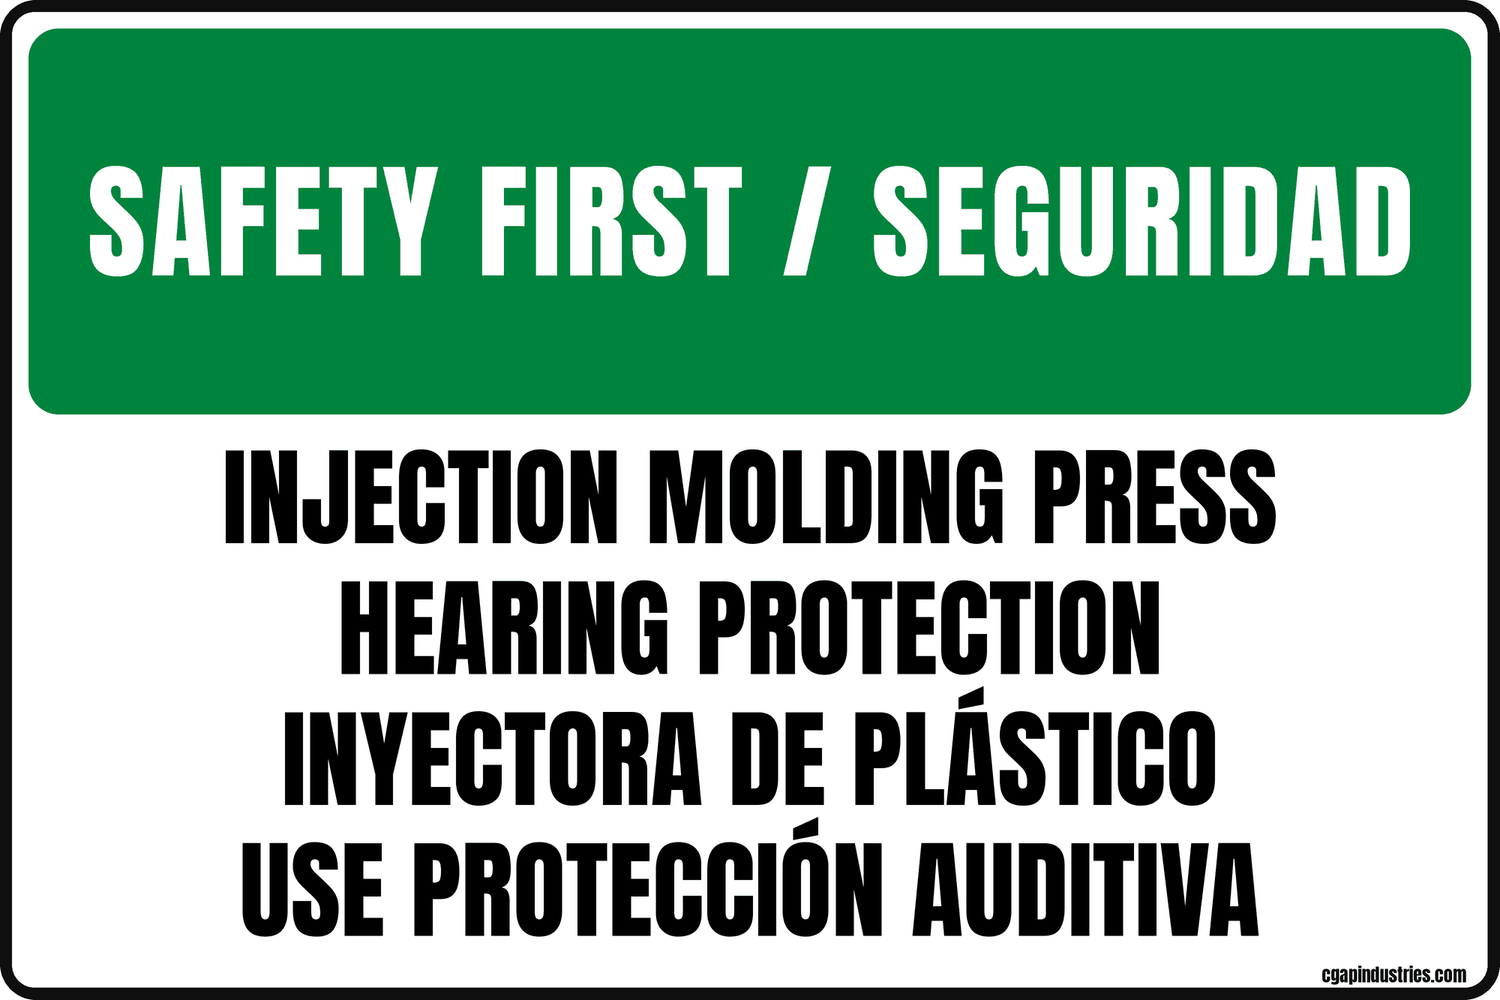 SAFETY FIRST / SEGURIDAD
INJECTION MOLDING PRESS
HEARING PROTECTION
INYECTORA DE PLÁSTICO
USE PROTECCIÓN AUDITIVA
cgapindustries.com